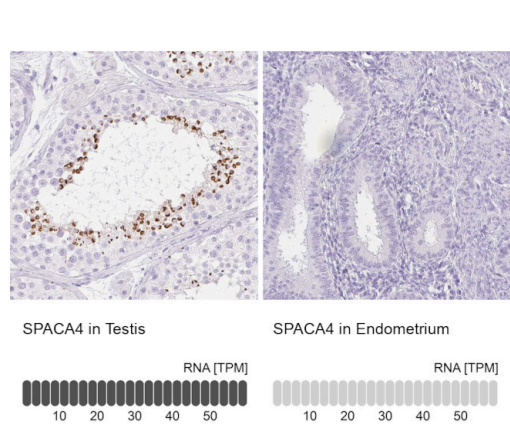 SPACA4 in Testis
SPACA4 in Endometrium
RNA [TPM]
RNA [TPM]
10 20 30 40 50
10 20 30 40 50